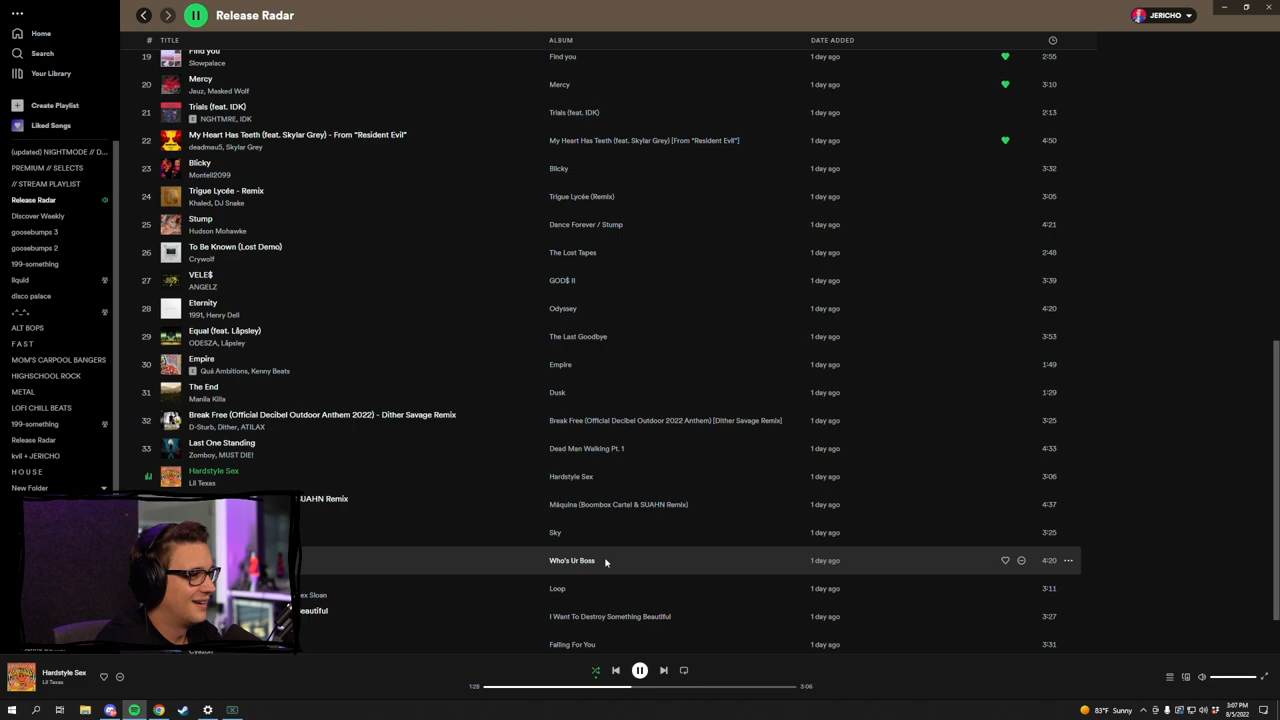 Release Radar
JERICHO
Home
Search
Your Library
Create Playlist
Liked Songs
(updated) NIGHTMODE // D...
PREMIUM // SELECTS
// STREAM PLAYLIST
Release Radar
Discover Weekly
goosebumps 3
goosebumps 2
199-something
liquid
disco palace
ALT BOPS
F A S T
MOM'S CARPOOL BANGERS
HIGHSCHOOL ROCK
METAL
LOFI CHILL BEATS
199-something
Release Radar
kvll + JERICHO
H O U S E
New Folder
# TITLE ALBUM DATE ADDED
19 Find you Find you 1 day ago 2:55
Slowpalace
20 Mercy Mercy 1 day ago 3:10
Jauz, Masked Wolf
21 Trials (feat. IDK) Trials (feat. IDK) 1 day ago 2:13
E NGHTMRE, IDK
22 My Heart Has Teeth (feat. Skylar Grey) - From “Resident Evil” My Heart Has Teeth (feat. Skylar Grey) [From “Resident Evil”] 1 day ago 4:50
deadmau5, Skylar Grey
23 Blicky Blicky 1 day ago 3:32
Montell2099
24 Trigue Lycée - Remix Trigue Lycée (Remix) 1 day ago 3:05
Khaled, DJ Snake
25 Stump Dance Forever / Stump 1 day ago 4:21
Hudson Mohawke
26 To Be Known (Lost Demo) The Lost Tapes 1 day ago 2:48
Crywolf
27 VELE$ GOD$ II 1 day ago 3:39
ANGELZ
28 Eternity Odyssey 1 day ago 4:20
1991, Henry Dell
29 Equal (feat. Låpsley) The Last Goodbye 1 day ago 3:53
ODESZA, Låpsley
30 Empire Empire 1 day ago 1:49
E Quá Ambitions, Kenny Beats
31 The End Dusk 1 day ago 1:29
Manila Killa
32 Break Free (Official Decibel Outdoor Anthem 2022) - Dither Savage Remix Break Free (Official Decibel Outdoor 2022 Anthem) [Dither Savage Remix] 1 day ago 3:25
D-Sturb, Dither, ATILAX
33 Last One Standing Dead Man Walking Pt. 1 1 day ago 4:33
Zomboy, MUST DIE!
Hardstyle Sex Hardstyle Sex 1 day ago 3:06
Lil Texas
SUAHN Remix Máquina (Boombox Cartel & SUAHN Remix) 1 day ago 4:37
Sky 1 day ago 3:25
Who's Ur Boss 1 day ago 4:20
Loop 1 day ago 3:11
ex Sloan
Beautiful I Want To Destroy Something Beautiful 1 day ago 3:27
Falling For You 1 day ago 3:31
Hardstyle Sex
Lil Texas
1:28 3:06
83°F Sunny
3:07 PM
8/5/2022